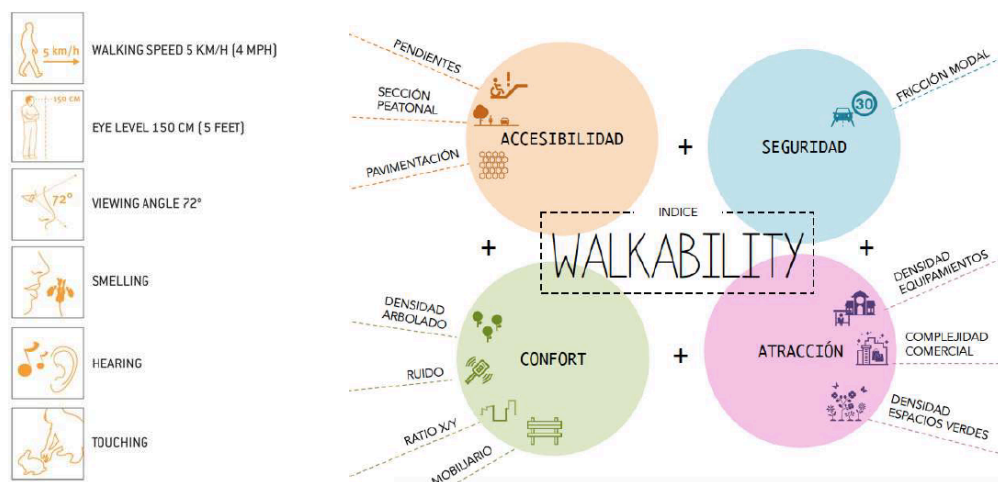 5 km/h
WALKING SPEED 5 KM/H (4 MPH)
150 CM
EYE LEVEL 150 CM (5 FEET)
72°
VIEWING ANGLE 72°
SMELLING
HEARING
TOUCHING
PENDIENTES
SECCIÓN
PEATONAL
PAVIMENTACIÓN
ACCESIBILIDAD
+
30
SEGURIDAD
FRICCIÓN MODAL
INDICE
WALKABILITY
+
+
DENSIDAD
ARBOLADO
RUIDO
RATIO X/Y
MOBILIARIO
CONFORT
+
ATRACCIÓN
DENSIDAD
EQUIPAMIENTOS
COMPLEJIDAD
COMERCIAL
DENSIDAD
ESPACIOS VERDES